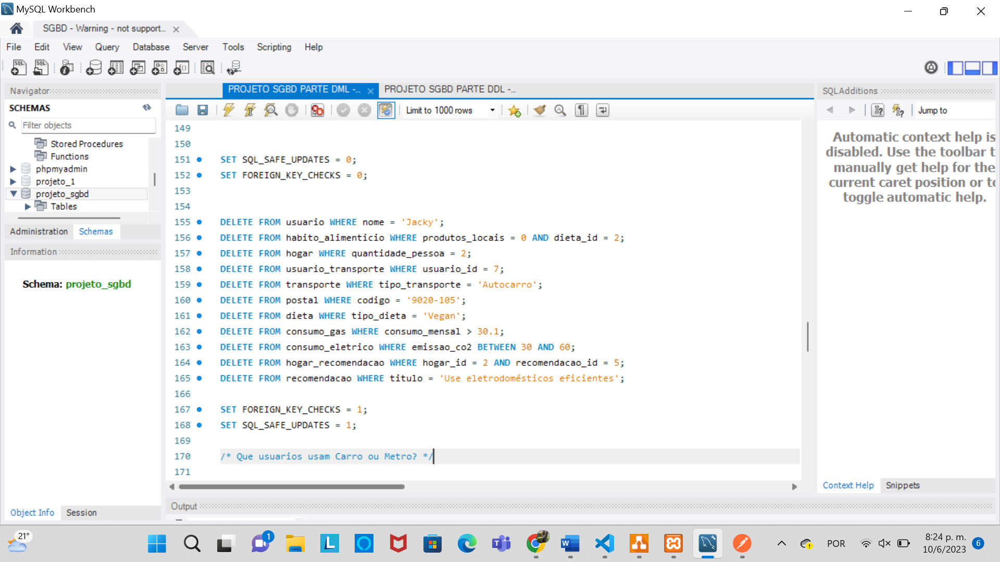 MySQL Workbench
SGBD - Warning - not support...
File Edit View Query Database Server Tools Scripting Help
Navigator
SCHEMAS
Filter objects
Stored Procedures
Functions
phpmyadmin
projeto_1
projeto_sgbd
Tables
Administration Schemas
Information
Schema: projeto_sgbd
Object Info Session
PROJETO SGBD PARTE DML -... PROJETO SGBD PARTE DDL -...
Limit to 1000 rows
149
150
151 SET SQL_SAFE_UPDATES = 0;
152 SET FOREIGN_KEY_CHECKS = 0;
153
154
155 DELETE FROM usuario WHERE nome = 'Jacky';
156 DELETE FROM habito_alimenticio WHERE produtos_locais = 0 AND dieta_id = 2;
157 DELETE FROM hogar WHERE quantidade_pessoa = 2;
158 DELETE FROM usuario_transporte WHERE usuario_id = 7;
159 DELETE FROM transporte WHERE tipo_transporte = 'Autocarro';
160 DELETE FROM postal WHERE codigo = '9020-105';
161 DELETE FROM dieta WHERE tipo_dieta = 'Vegan';
162 DELETE FROM consumo_gas WHERE consumo_mensal > 30.1;
163 DELETE FROM consumo_eletrico WHERE emissao_co2 BETWEEN 30 AND 60;
164 DELETE FROM hogar_recomendacao WHERE hogar_id = 2 AND recomendacao_id = 5;
165 DELETE FROM recomendacao WHERE titulo = 'Use eletrodomésticos eficientes';
166
167 SET FOREIGN_KEY_CHECKS = 1;
168 SET SQL_SAFE_UPDATES = 1;
169
170 /* Que usuarios usam Carro ou Metro? */
171
Output
SQLAdditions
Jump to
Automatic context help is
disabled. Use the toolbar t
manually get help for the
current caret position or to
toggle automatic help.
Context Help Snippets
21°
1
POR
8:24 p. m.
10/6/2023
6